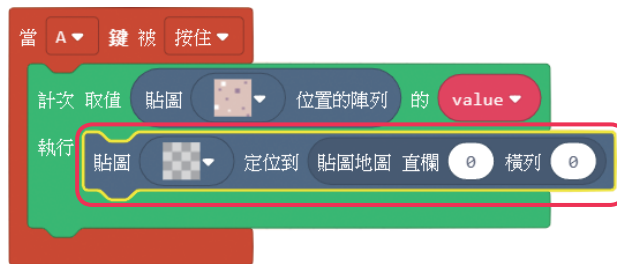 當 A 鍵 被 按住
計次 取值 貼圖 位置的陣列 的 value
執行
貼圖 定位到 貼圖地圖 直欄 0 橫列 0